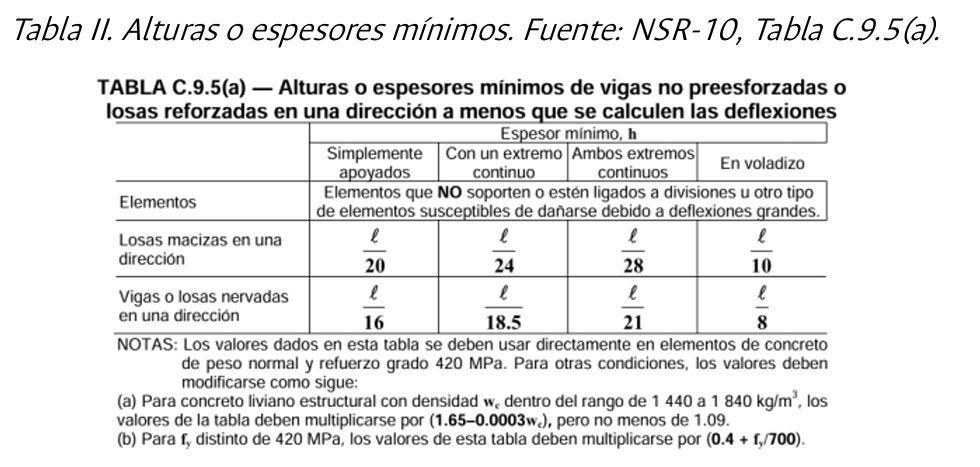 Tabla II. Alturas o espesores mínimos. Fuente: NSR-10, Tabla C.9.5(a).
TABLA C.9.5(a) — Alturas o espesores mínimos de vigas no preesforzadas o
losas reforzadas en una dirección a menos que se calculen las deflexiones
Espesor mínimo, h
Simplemente apoyados
Con un extremo continuo
Ambos extremos continuos
En voladizo
Elementos
Elementos que NO soporten o estén ligados a divisiones u otro tipo
de elementos susceptibles de dañarse debido a deflexiones grandes.
Losas macizas en una dirección
ℓ/20
ℓ/24
ℓ/28
ℓ/10
Vigas o losas nervadas en una dirección
ℓ/16
ℓ/18.5
ℓ/21
ℓ/8
NOTAS: Los valores dados en esta tabla se deben usar directamente en elementos de concreto
de peso normal y refuerzo grado 420 MPa. Para otras condiciones, los valores deben
modificarse como sigue:
(a) Para concreto liviano estructural con densidad wc dentro del rango de 1 440 a 1 840 kg/m³, los
valores de la tabla deben multiplicarse por (1.65–0.0003wc), pero no menos de 1.09.
(b) Para fy distinto de 420 MPa, los valores de esta tabla deben multiplicarse por (0.4 + fy/700).